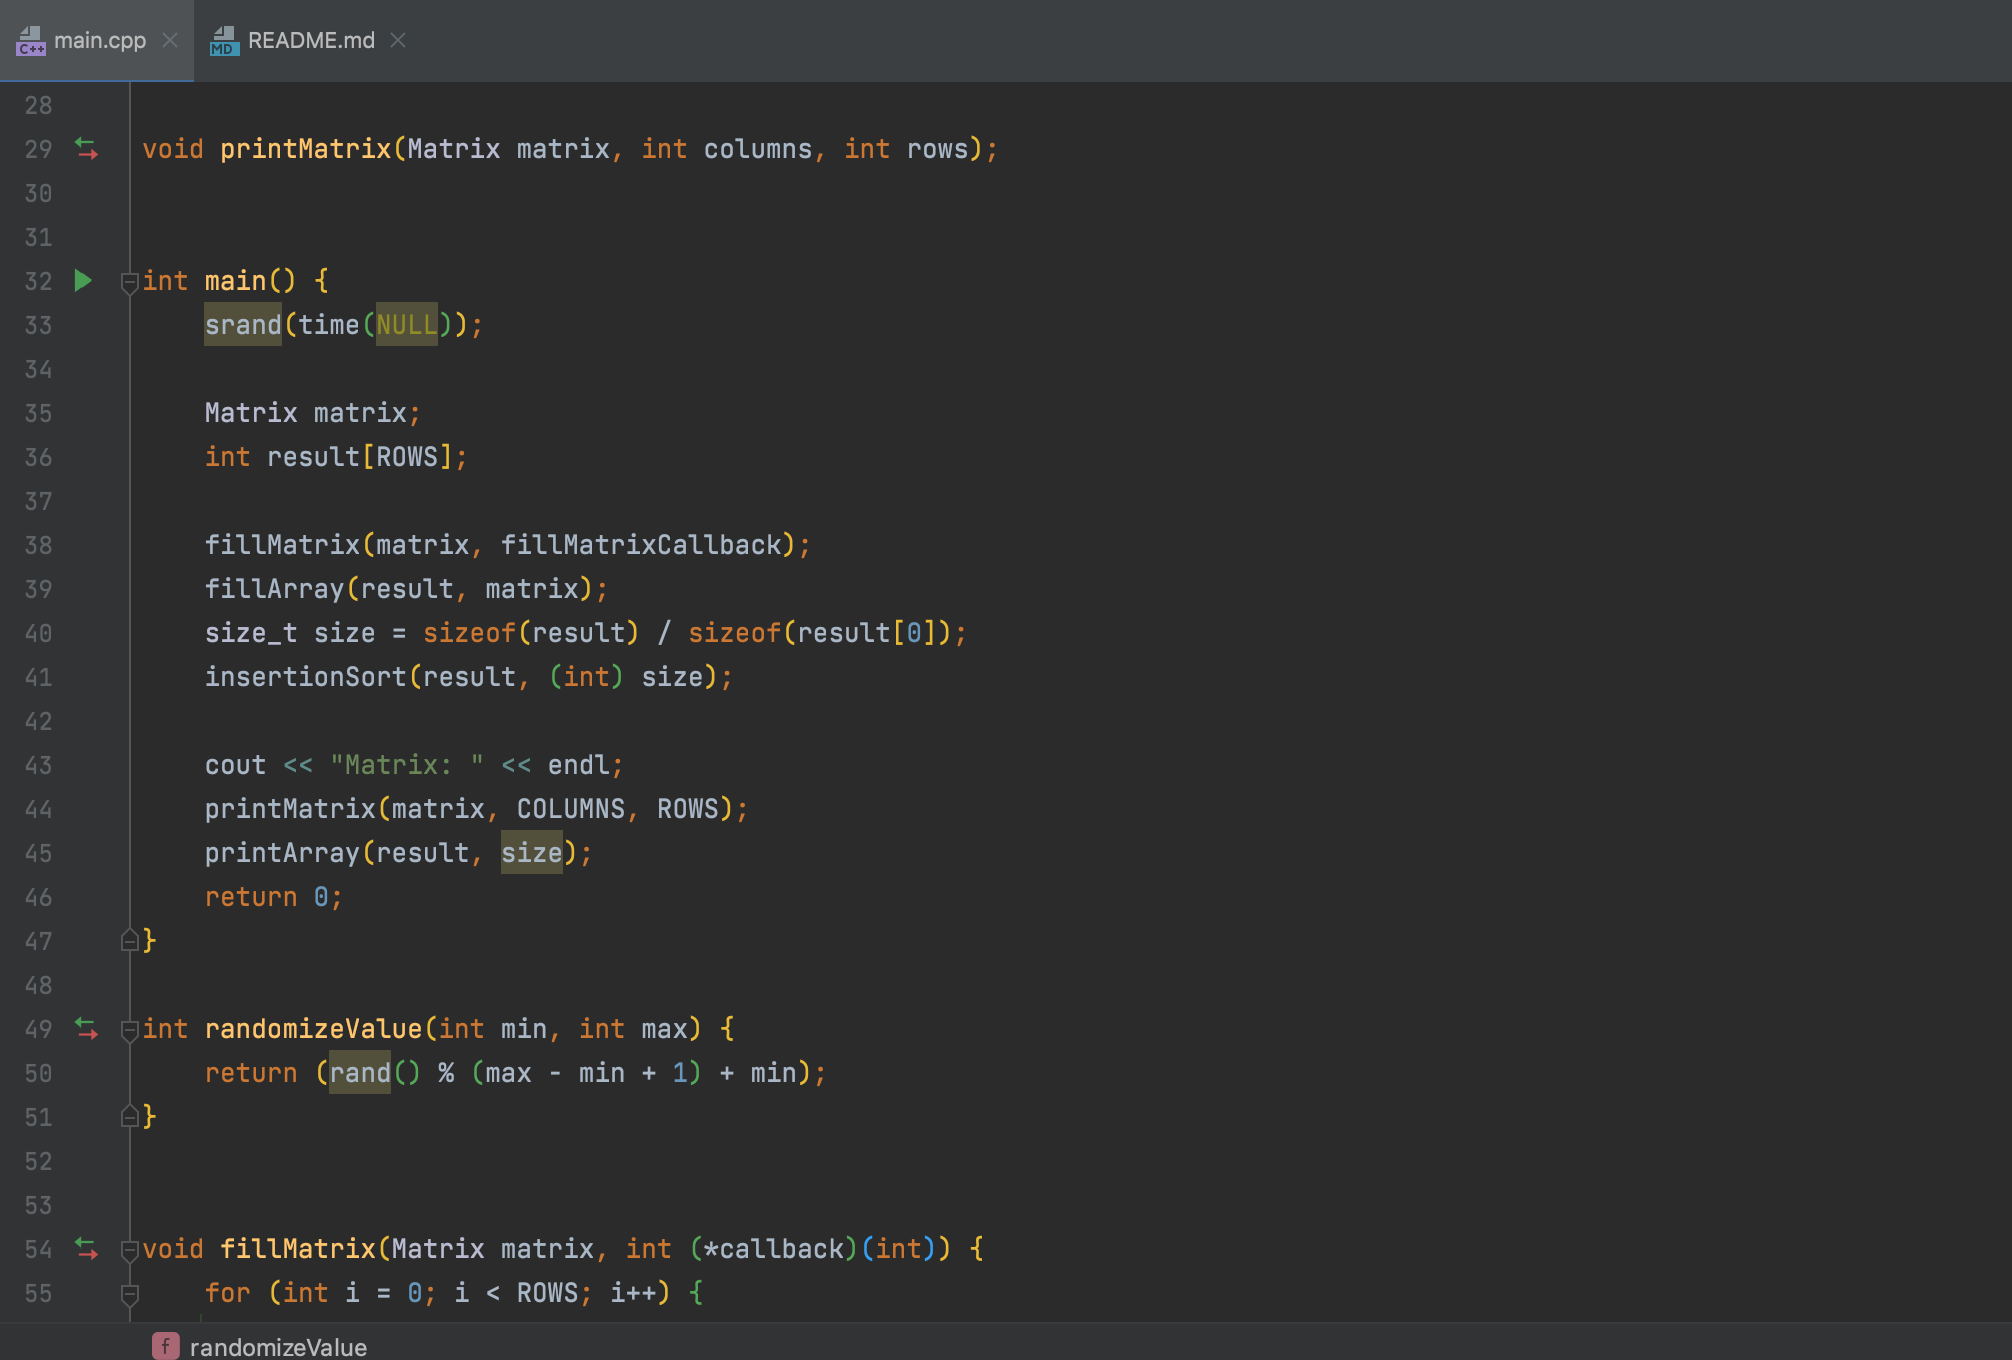 main.cpp README.md
C++ MD
28
29 void printMatrix(Matrix matrix, int columns, int rows);
30
31
32 int main() {
33     srand(time(NULL));
34
35     Matrix matrix;
36     int result[ROWS];
37
38     fillMatrix(matrix, fillMatrixCallback);
39     fillArray(result, matrix);
40     size_t size = sizeof(result) / sizeof(result[0]);
41     insertionSort(result, (int) size);
42
43     cout << "Matrix: " << endl;
44     printMatrix(matrix, COLUMNS, ROWS);
45     printArray(result, size);
46     return 0;
47 }
48
49 int randomizeValue(int min, int max) {
50     return (rand() % (max - min + 1) + min);
51 }
52
53
54 void fillMatrix(Matrix matrix, int (*callback)(int)) {
55     for (int i = 0; i < ROWS; i++) {
f randomizeValue